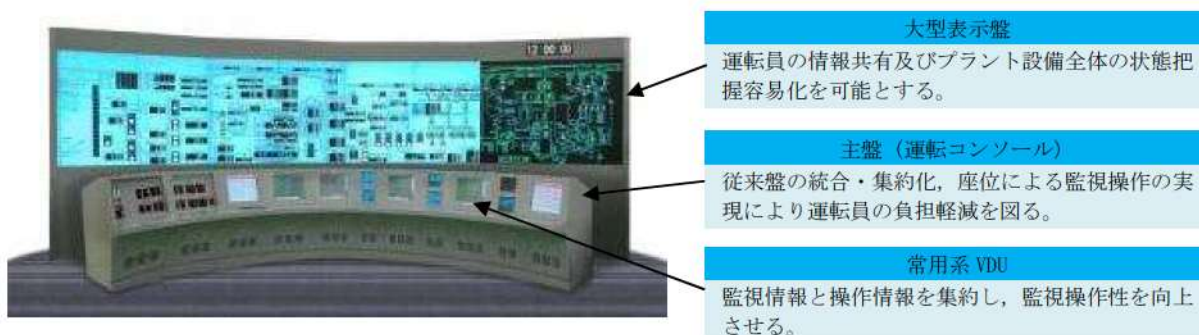 17 00 00
大型表示盤
運転員の情報共有及びプラント設備全体の状態把
握容易化を可能とする。
主盤（運転コンソール）
従来盤の統合・集約化，座位による監視操作の実
現により運転員の負担軽減を図る。
常用系 VDU
監視情報と操作情報を集約し，監視操作性を向上
させる。